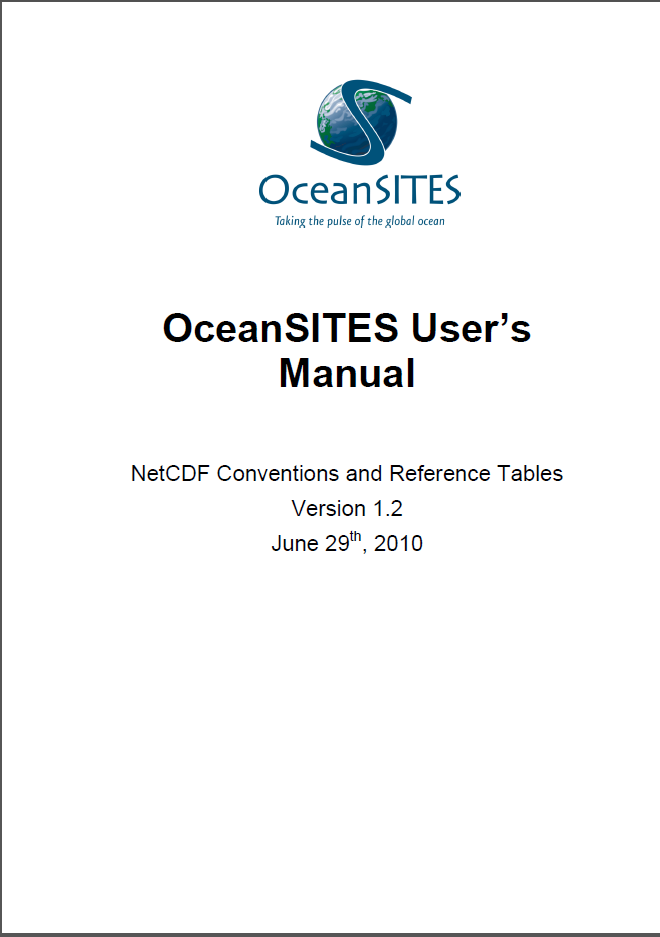 OceanSITES
Taking the pulse of the global ocean
OceanSITES User’s
Manual
NetCDF Conventions and Reference Tables
Version 1.2
June 29th, 2010